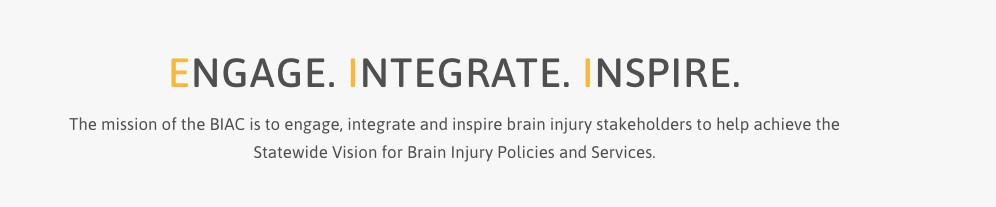 ENGAGE. INTEGRATE. INSPIRE.
The mission of the BIAC is to engage, integrate and inspire brain injury stakeholders to help achieve the
Statewide Vision for Brain Injury Policies and Services.